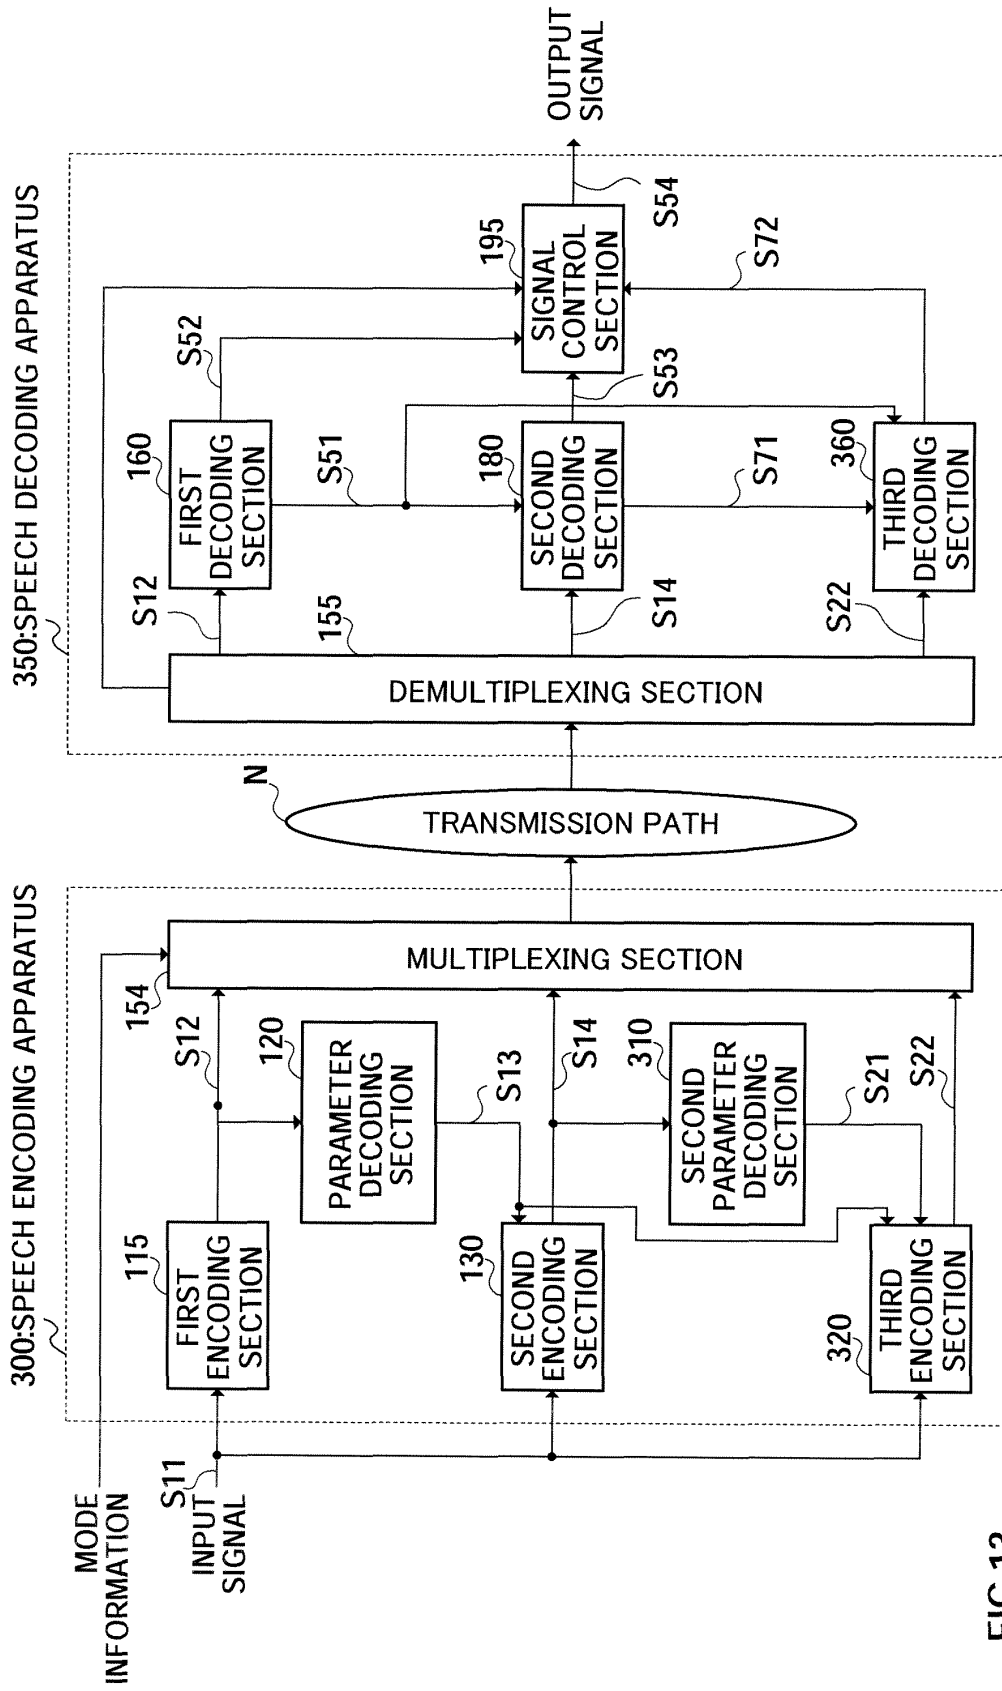 300:SPEECH ENCODING APPARATUS
350:SPEECH DECODING APPARATUS
MODE
INFORMATION
S11
INPUT
SIGNAL
115
FIRST
ENCODING
SECTION
S12
120
PARAMETER
DECODING
SECTION
S13
130
SECOND
ENCODING
SECTION
S14
310
SECOND
PARAMETER
DECODING
SECTION
S21
320
THIRD
ENCODING
SECTION
S22
154
MULTIPLEXING SECTION
N
TRANSMISSION PATH
155
DEMULTIPLEXING SECTION
S12
160
FIRST
DECODING
SECTION
S52
S51
S14
180
SECOND
DECODING
SECTION
S53
S71
S22
360
THIRD
DECODING
SECTION
S72
195
SIGNAL
CONTROL
SECTION
S54
OUTPUT
SIGNAL